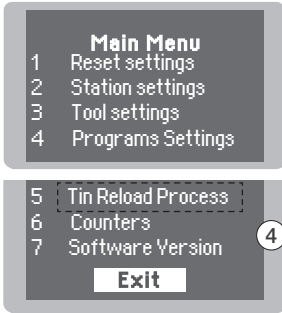 Main Menu
1 Reset settings
2 Station settings
3 Tool settings
4 Programs Settings
5 Tin Reload Process
6 Counters
4
7 Software Version
Exit